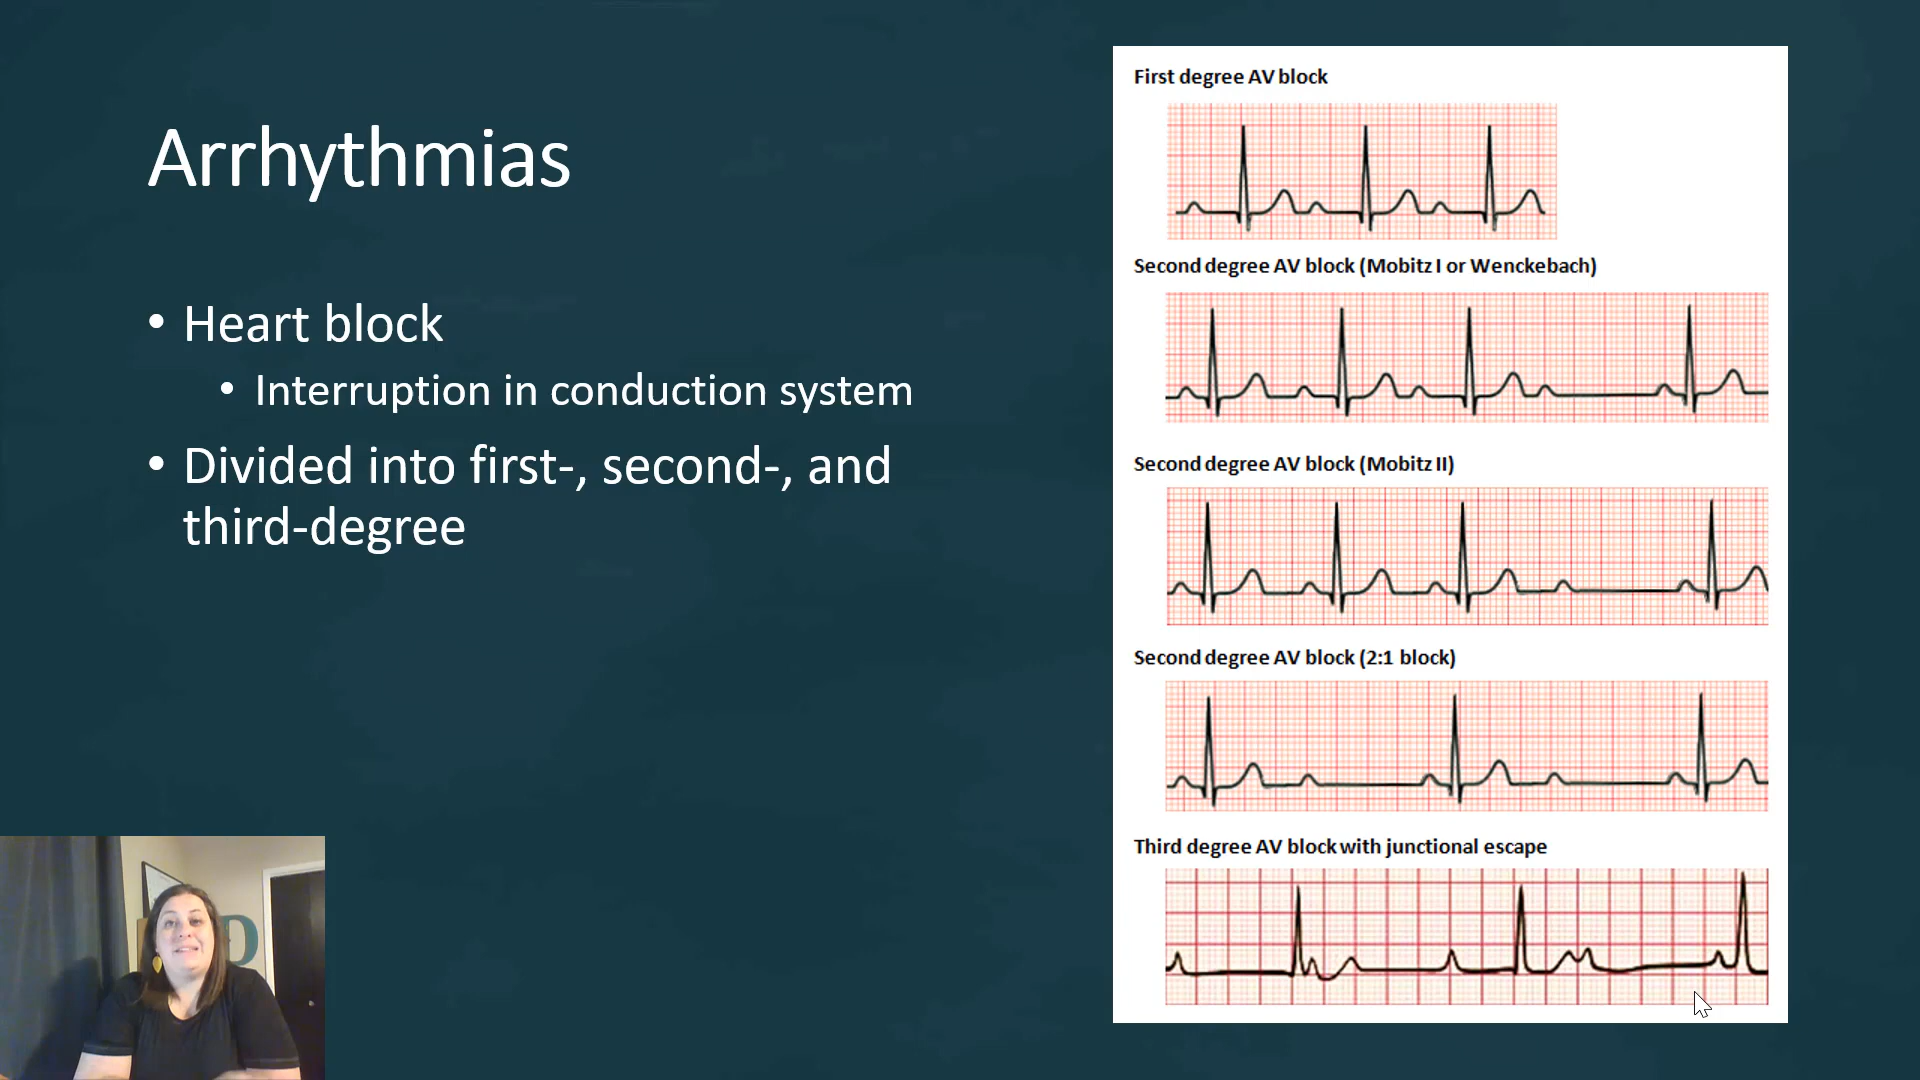 Arrhythmias
• Heart block
• Interruption in conduction system
• Divided into first-, second-, and
third-degree
First degree AV block
Second degree AV block (Mobitz I or Wenckebach)
Second degree AV block (Mobitz II)
Second degree AV block (2:1 block)
Third degree AV block with junctional escape
D